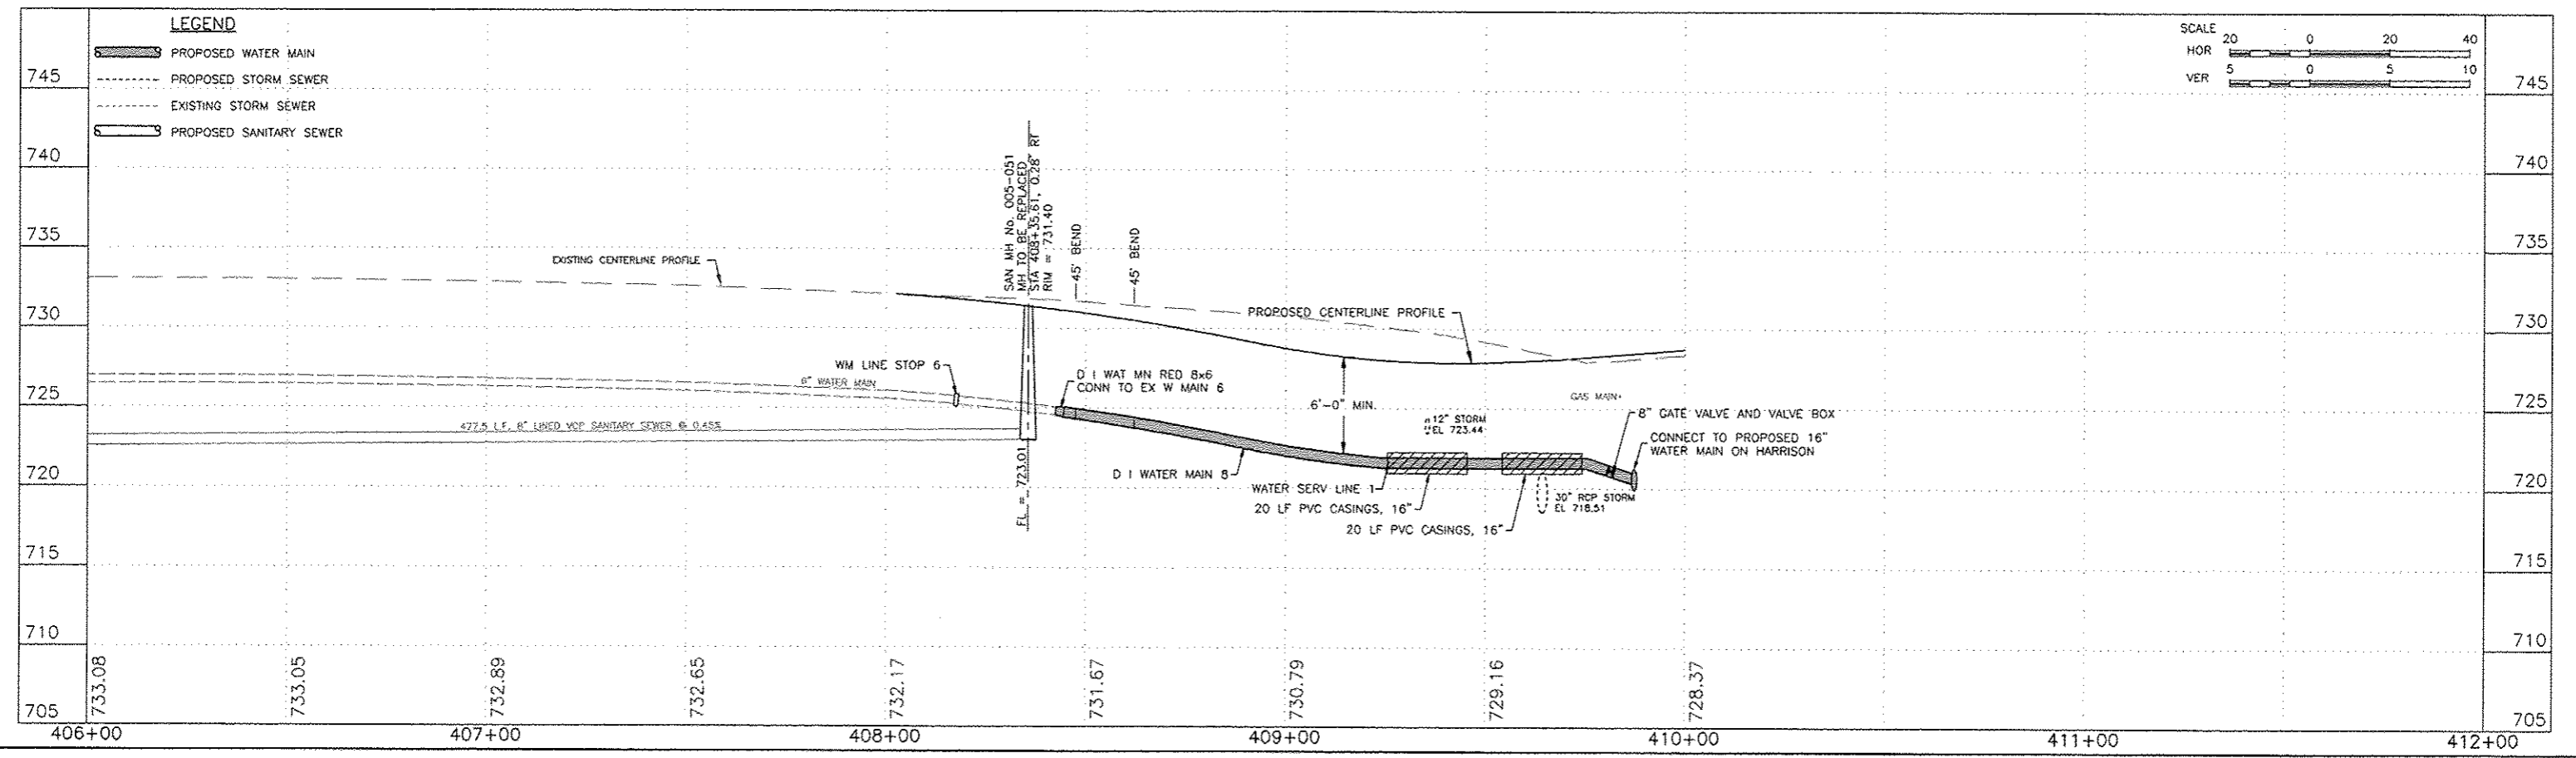 LEGEND
PROPOSED WATER MAIN
PROPOSED STORM SEWER
EXISTING STORM SEWER
PROPOSED SANITARY SEWER
SCALE
HOR
20 0 20 40
VER
5 0 5 10
745
745
740
740
735
735
730
730
725
725
720
720
715
715
710
710
705
705
SAN MH No. 005-051
MH TO BE REPLACED
STA 408+35.61, 0.28' RT
RIM = 731.40
45° BEND
45° BEND
EXISTING CENTERLINE PROFILE
PROPOSED CENTERLINE PROFILE
WM LINE STOP 6
6" WATER MAIN
D I WAT MN RED 8x6
CONN TO EX W MAIN 6
6'-0" MIN.
GAS MAIN
12" STORM
EL 723.44
8" GATE VALVE AND VALVE BOX
CONNECT TO PROPOSED 16"
WATER MAIN ON HARRISON
477.5 L.F. 8" LINED VCP SANITARY SEWER @ 0.45%
FL = 723.01
D I WATER MAIN 8
WATER SERV LINE 1
20 LF PVC CASINGS, 16"
20 LF PVC CASINGS, 16"
30" RCP STORM
EL 718.51
733.08
733.05
732.89
732.65
732.17
731.67
730.79
729.16
728.37
406+00
407+00
408+00
409+00
410+00
411+00
412+00